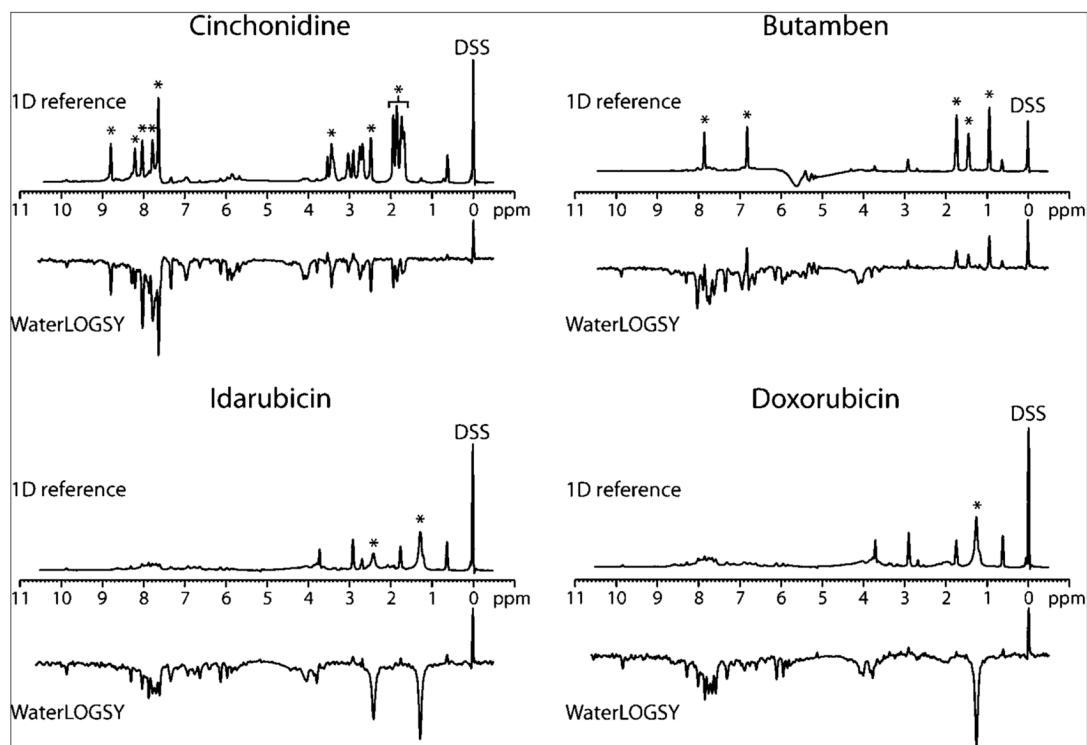 Cinchonidine
DSS
*
* * * * * *
1D reference
11 10 9 8 7 6 5 4 3 2 1 0 ppm
WaterLOGSY
Butamben
DSS
* * * * *
1D reference
11 10 9 8 7 6 5 4 3 2 1 0 ppm
WaterLOGSY
Idarubicin
DSS
1D reference
* *
11 10 9 8 7 6 5 4 3 2 1 0 ppm
WaterLOGSY
Doxorubicin
DSS
1D reference
*
11 10 9 8 7 6 5 4 3 2 1 0 ppm
WaterLOGSY